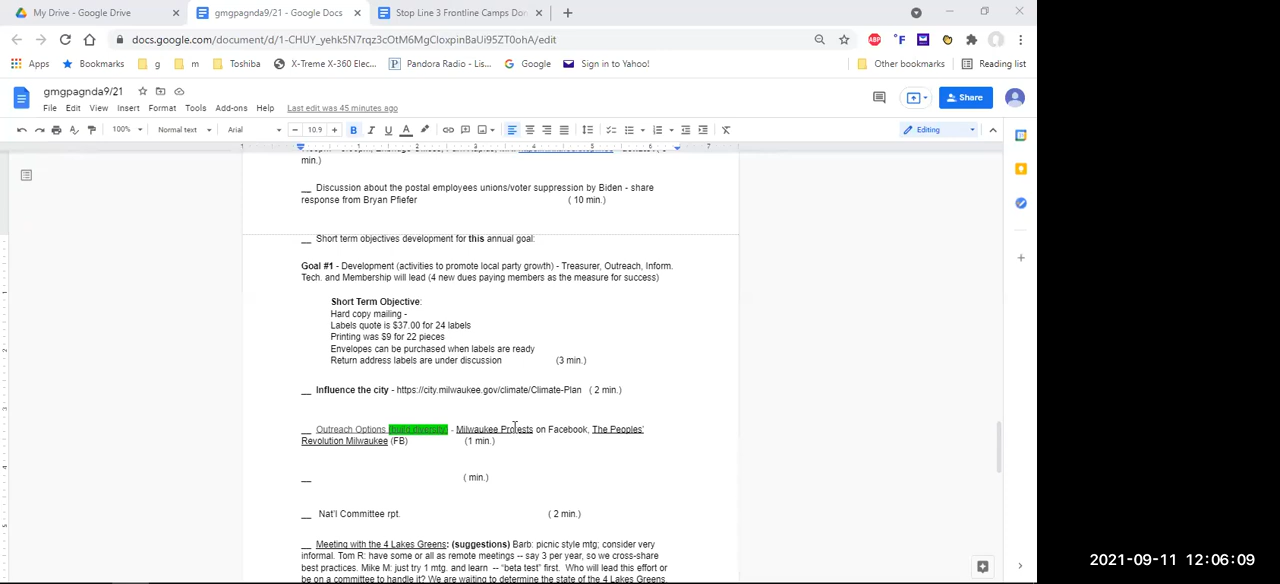 My Drive - Google Drive
gmgpagnda9/21 - Google Docs
Stop Line 3 Frontline Camps Don
docs.google.com/document/d/1-CHUY_yehk5N7rqz3cOtM6MgCloxpinBaUi95ZT0ohA/edit
ABP
°F
Apps
Bookmarks
g
m
Toshiba
X-Treme X-360 Elec...
Pandora Radio - Lis...
Google
Sign in to Yahoo!
Other bookmarks
Reading list
gmgpagnda9/21
File Edit View Insert Format Tools Add-ons Help Last edit was 45 minutes ago
Share
100% Normal text Arial 10.9 B I U A
Editing
1 1 2 3 4 5 6 7
min.)
__ Discussion about the postal employees unions/voter suppression by Biden - share
response from Bryan Pfiefer ( 10 min.)
__ Short term objectives development for this annual goal:
Goal #1 - Development (activities to promote local party growth) - Treasurer, Outreach, Inform.
Tech. and Membership will lead (4 new dues paying members as the measure for success)
Short Term Objective:
Hard copy mailing -
Labels quote is $37.00 for 24 labels
Printing was $9 for 22 pieces
Envelopes can be purchased when labels are ready
Return address labels are under discussion (3 min.)
__ Influence the city - https://city.milwaukee.gov/climate/Climate-Plan ( 2 min.)
__ Outreach Options (build diversity) - Milwaukee Protests on Facebook, The Peoples'
Revolution Milwaukee (FB) (1 min.)
__ ( min.)
__ Nat'l Committee rpt. ( 2 min.)
__ Meeting with the 4 Lakes Greens: (suggestions) Barb: picnic style mtg; consider very
informal. Tom R: have some or all as remote meetings -- say 3 per year, so we cross-share
best practices. Mike M: just try 1 mtg. and learn -- "beta test" first. Who will lead this effort or
be on a committee to handle it? We are waiting to determine the state of the 4 Lakes Greens.
2021-09-11 12:06:09